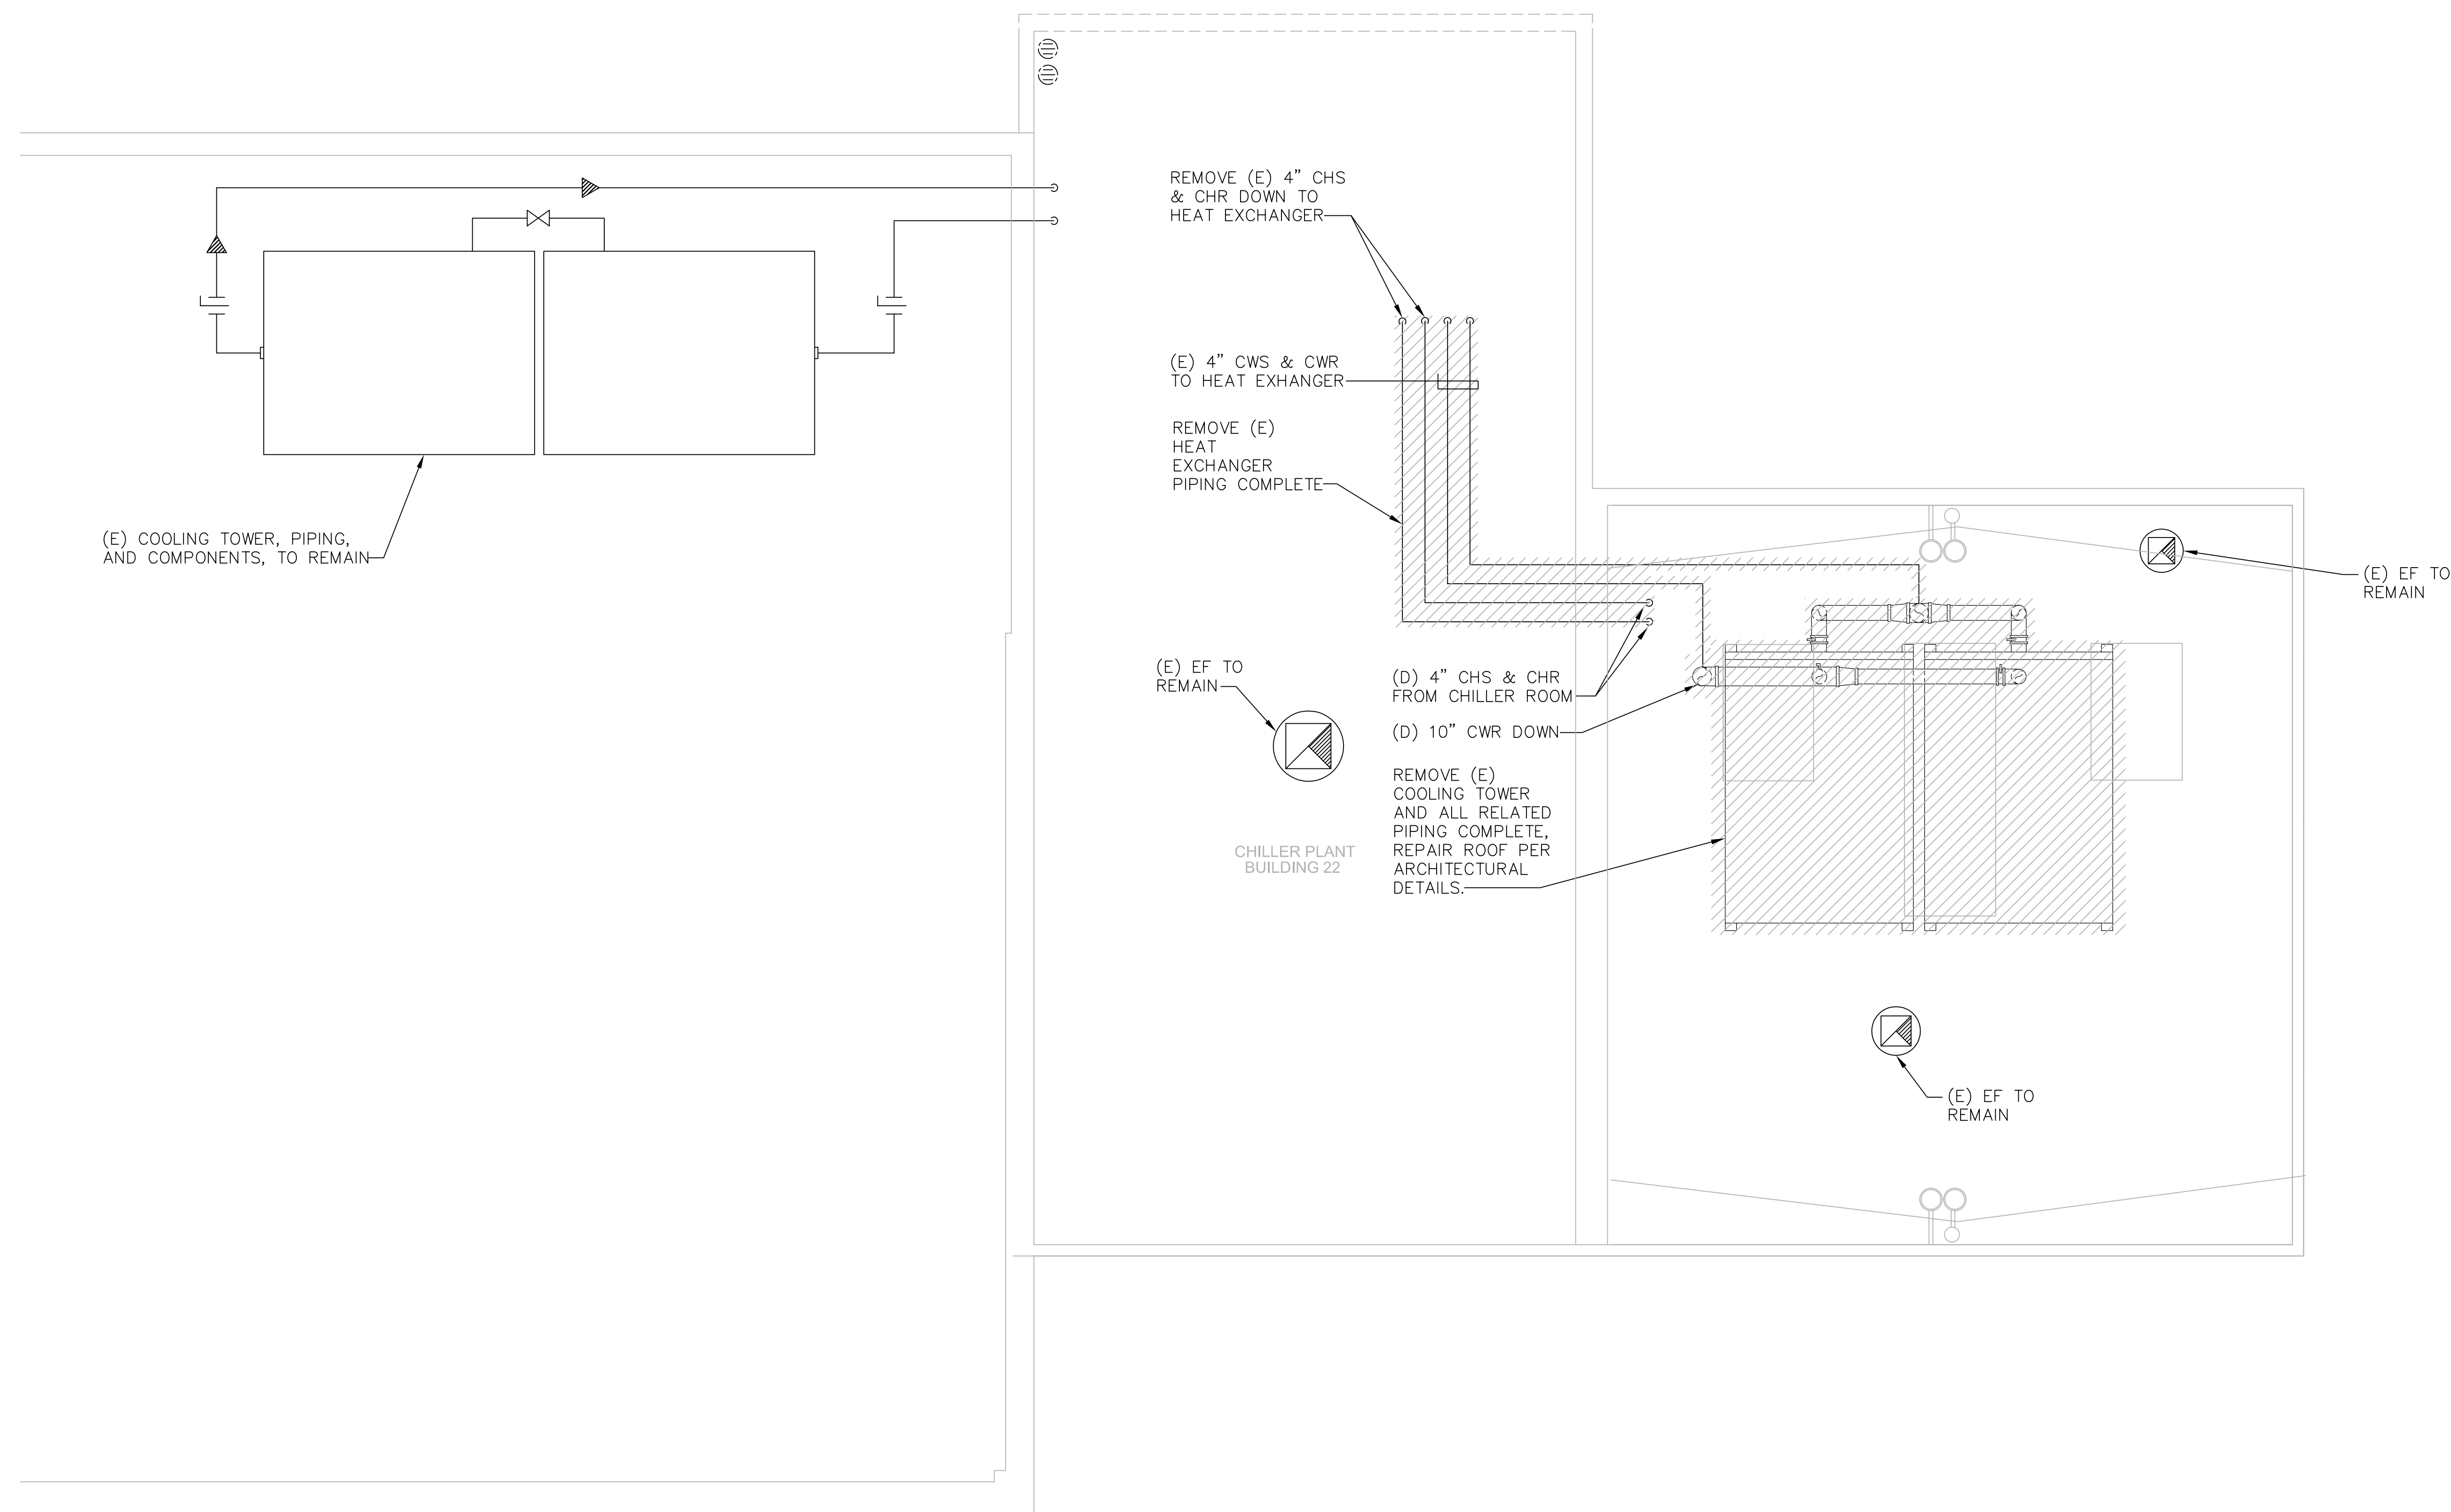 REMOVE (E) 4" CHS
& CHR DOWN TO
HEAT EXCHANGER
(E) 4" CWS & CWR
TO HEAT EXHANGER
REMOVE (E)
HEAT
EXCHANGER
PIPING COMPLETE
(E) COOLING TOWER, PIPING,
AND COMPONENTS, TO REMAIN
(E) EF TO
REMAIN
(E) EF TO
REMAIN
(D) 4" CHS & CHR
FROM CHILLER ROOM
(D) 10" CWR DOWN
REMOVE (E)
COOLING TOWER
AND ALL RELATED
PIPING COMPLETE,
REPAIR ROOF PER
ARCHITECTURAL
DETAILS.
CHILLER PLANT
BUILDING 22
(E) EF TO
REMAIN